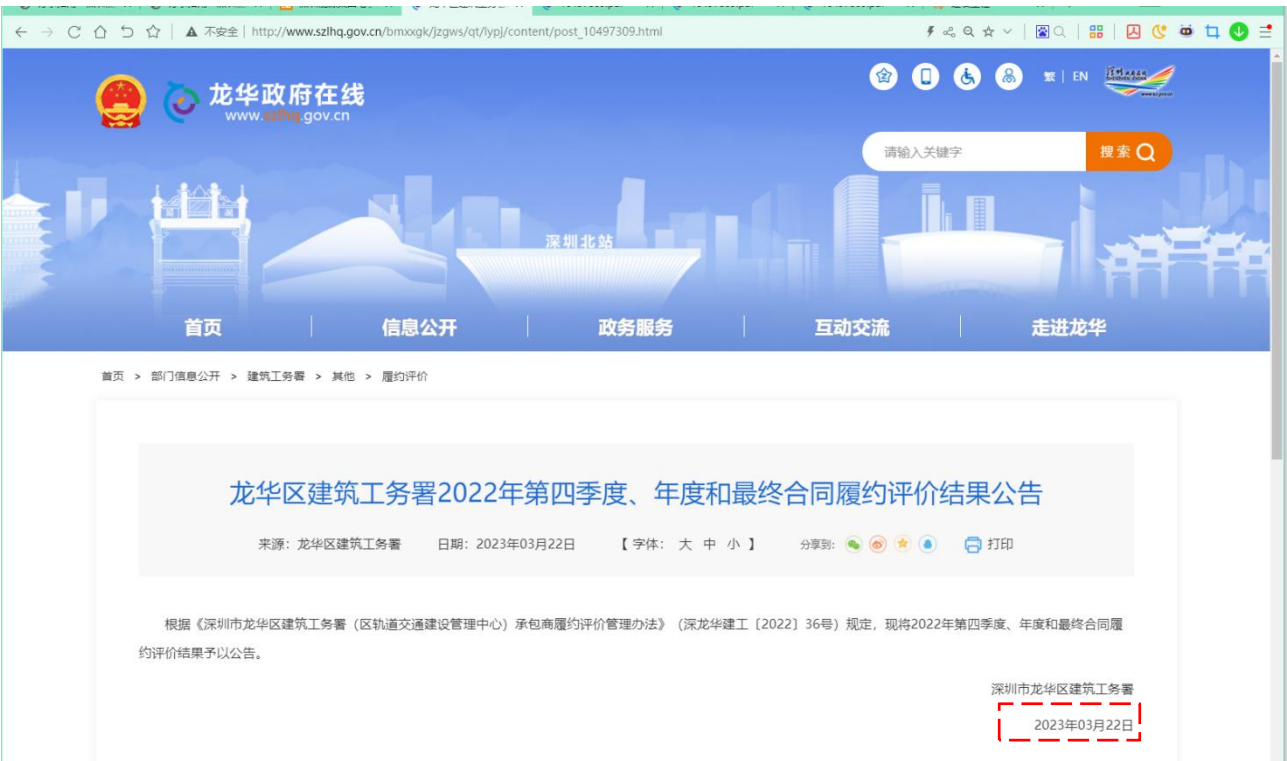 不安全 http://www.szlhq.gov.cn/bmxxgk/jzgws/qt/lypj/content/post_10497309.html
繁 | EN
龙华政府在线
www.szlhq.gov.cn
请输入关键字
搜索
深圳北站
首页 信息公开 政务服务 互动交流 走进龙华
首页 > 部门信息公开 > 建筑工务署 > 其他 > 履约评价
龙华区建筑工务署2022年第四季度、年度和最终合同履约评价结果公告
来源：龙华区建筑工务署 日期：2023年03月22日 【字体： 大 中 小 】 分享到: 打印
根据《深圳市龙华区建筑工务署（区轨道交通建设管理中心）承包商履约评价管理办法》（深龙华建工〔2022〕36号）规定，现将2022年第四季度、年度和最终合同履
约评价结果予以公告。
深圳市龙华区建筑工务署
2023年03月22日